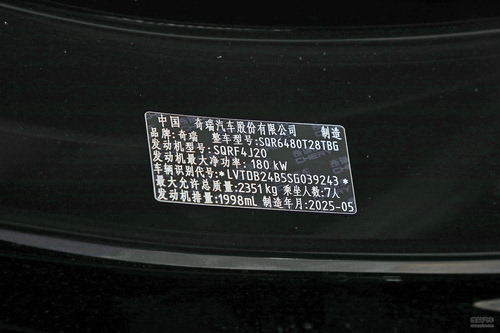 中国 奇瑞汽车股份有限公司 制造
品牌:奇瑞 整车型号:SQR6480T28TBG
发动机型号:SQRF4J20
发动机最大净功率:180 kW
车辆识别代号:*LVTDB24B5SG039243*
最大允许总质量:2351kg 乘坐人数:7人
发动机排量:1998mL 制造年月:2025-05